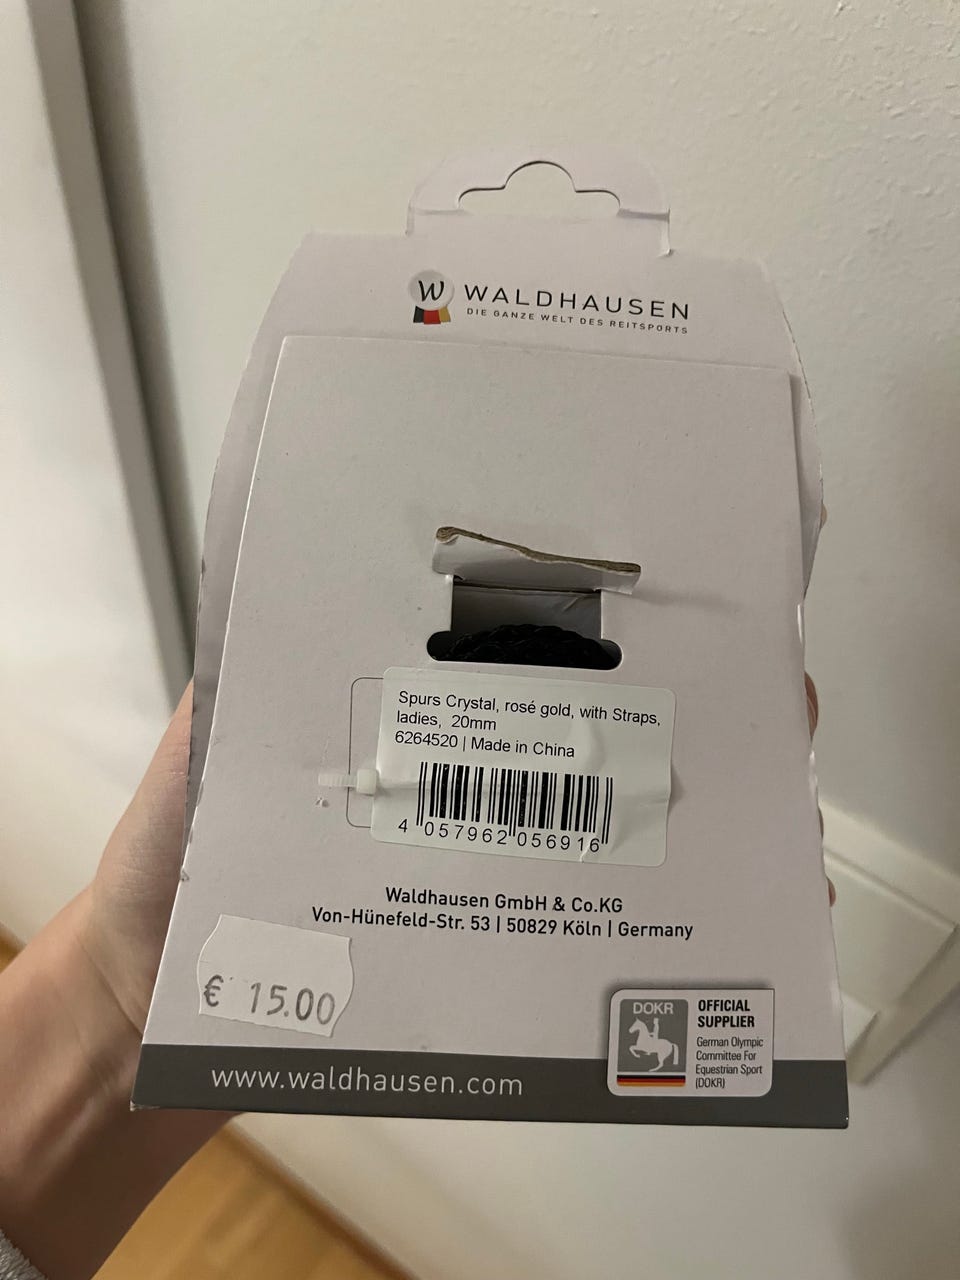 W WALDHAUSEN
DIE GANZE WELT DES REITSPORTS
Spurs Crystal, rosé gold, with Straps,
ladies, 20mm
6264520 | Made in China
4 057962 056916
Waldhausen GmbH & Co.KG
Von-Hünefeld-Str. 53 | 50829 Köln | Germany
€ 15.00
www.waldhausen.com
DOKR
OFFICIAL
SUPPLIER
German Olympic
Committee For
Equestrian Sport
(DOKR)